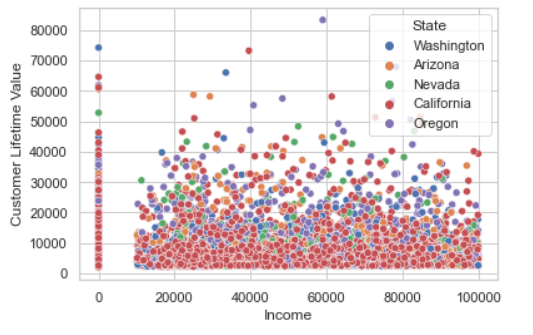 State
Washington
Arizona
Nevada
California
Oregon
Customer Lifetime Value
80000
70000
60000
50000
40000
30000
20000
10000
0
0 20000 40000 60000 80000 100000
Income